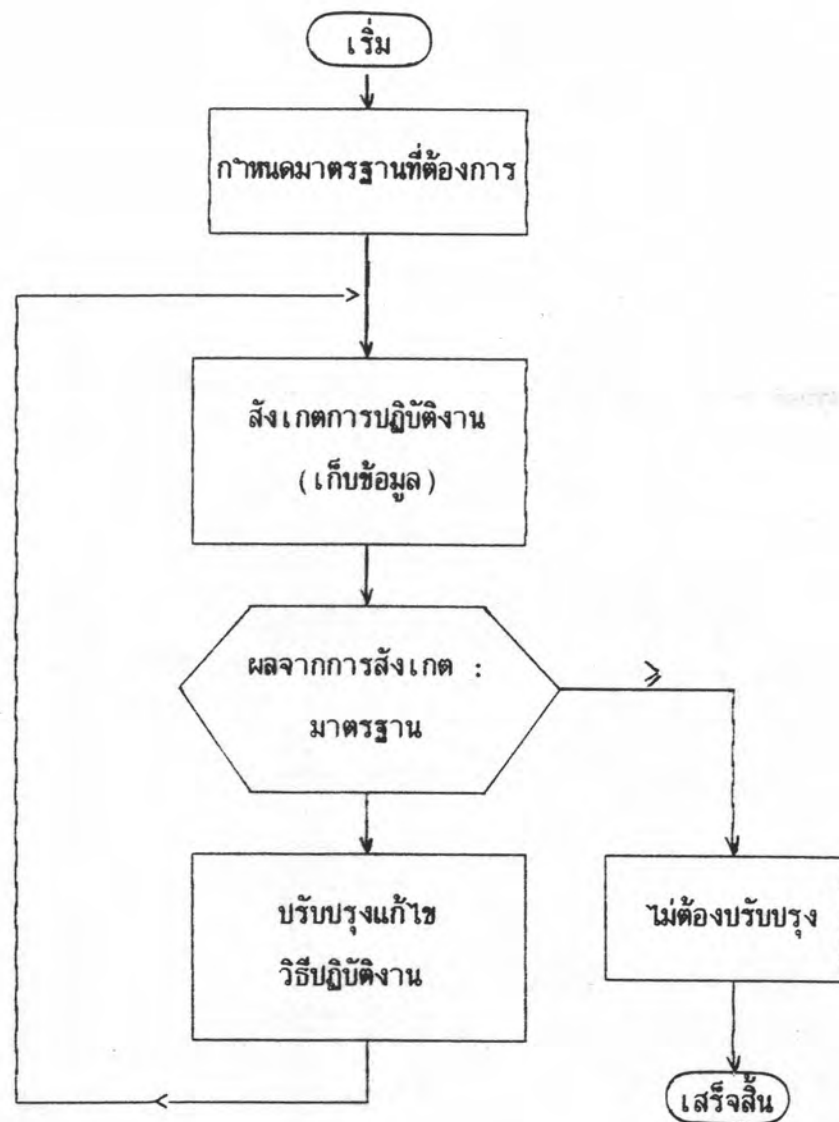 เริ่ม
กำหนดมาตรฐานที่ต้องการ
สังเกตการปฏิบัติงาน
(เก็บข้อมูล)
ผลจากการสังเกต :
≥
มาตรฐาน
ปรับปรุงแก้ไข
วิธีปฏิบัติงาน
ไม่ต้องปรับปรุง
เสร็จสิ้น